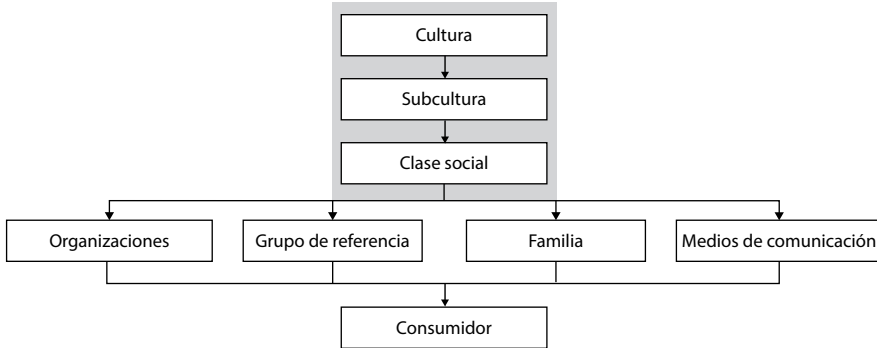 Cultura
Subcultura
Clase social
Organizaciones
Grupo de referencia
Familia
Medios de comunicación
Consumidor